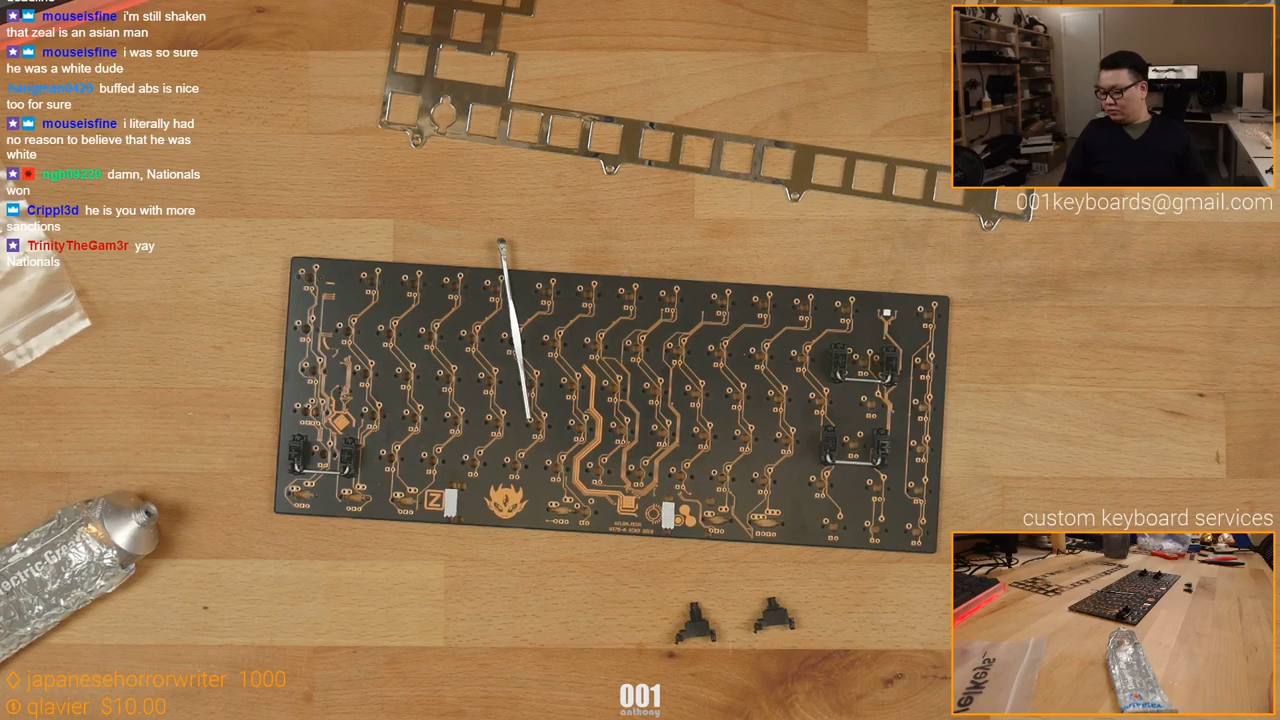 mouseisfine i'm still shaken
that zeal is an asian man
mouseisfine i was so sure
he was a white dude
buffed abs is nice
too for sure
mouseisfine i literally had
no reason to believe that he was
white
ngb09220 damn, Nationals
won
Crippl3d he is you with more
sanctions
TrinityTheGam3r yay
Nationals
001keyboards@gmail.com
custom keyboard services
Z
japanesehorrorwriter 1000
qlavier $10.00
001
anthony